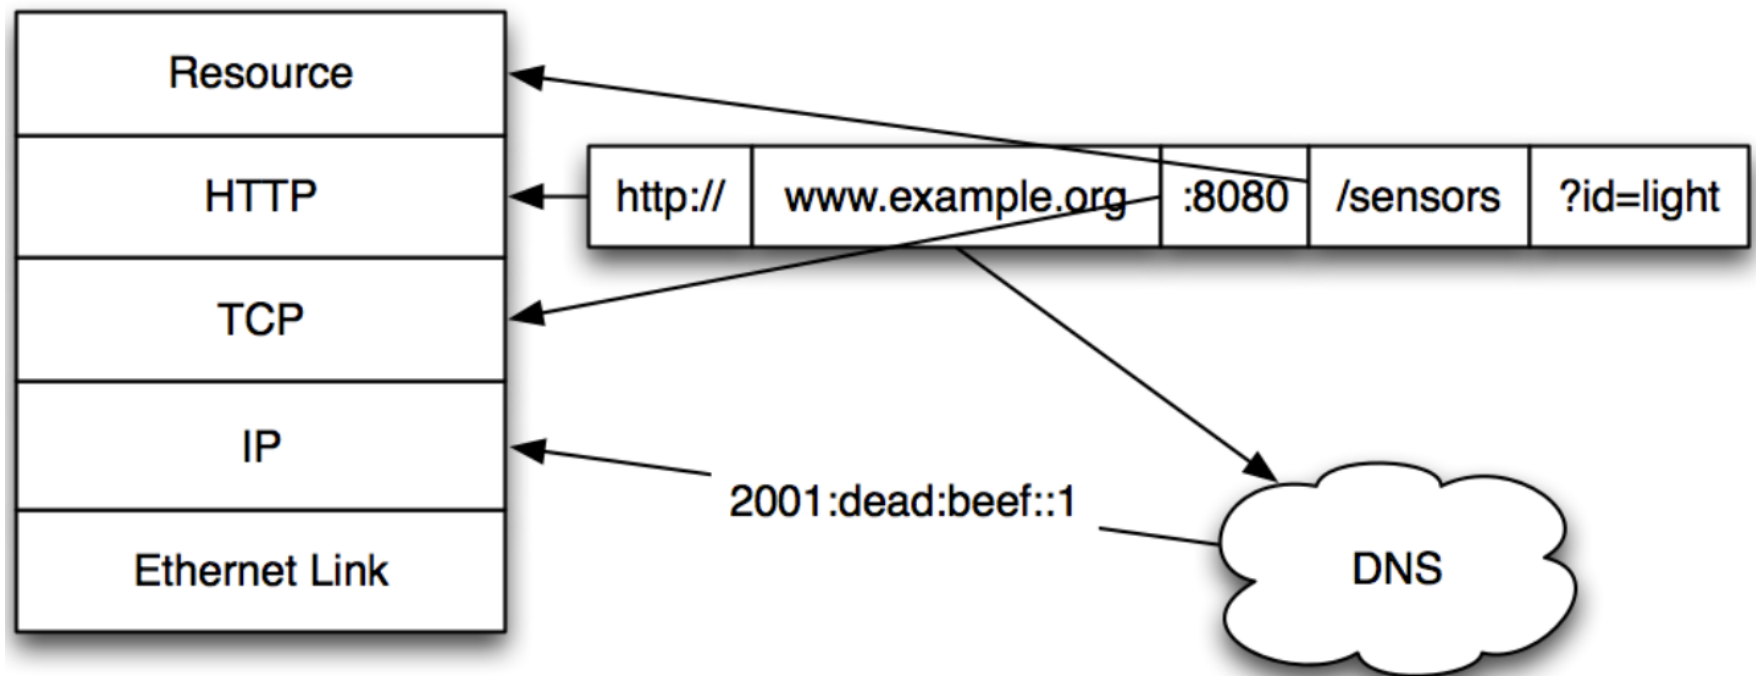 Resource
HTTP
http:// www.example.org :8080 /sensors ?id=light
TCP
IP
2001:dead:beef::1
Ethernet Link
DNS